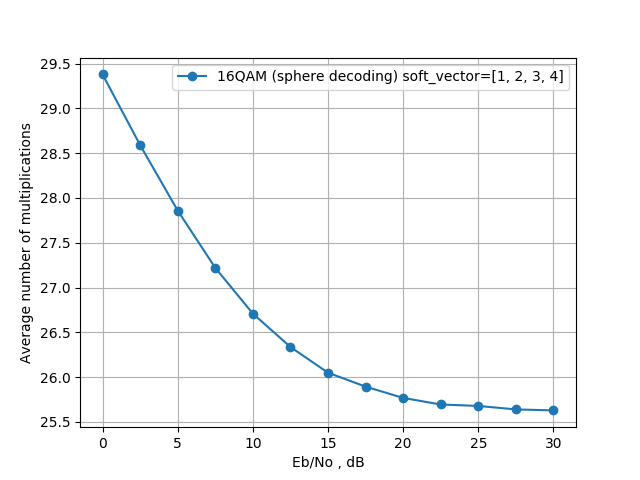 16QAM (sphere decoding) soft_vector=[1, 2, 3, 4]
Average number of multiplications
29.5
29.0
28.5
28.0
27.5
27.0
26.5
26.0
25.5
0 5 10 15 20 25 30
Eb/No , dB